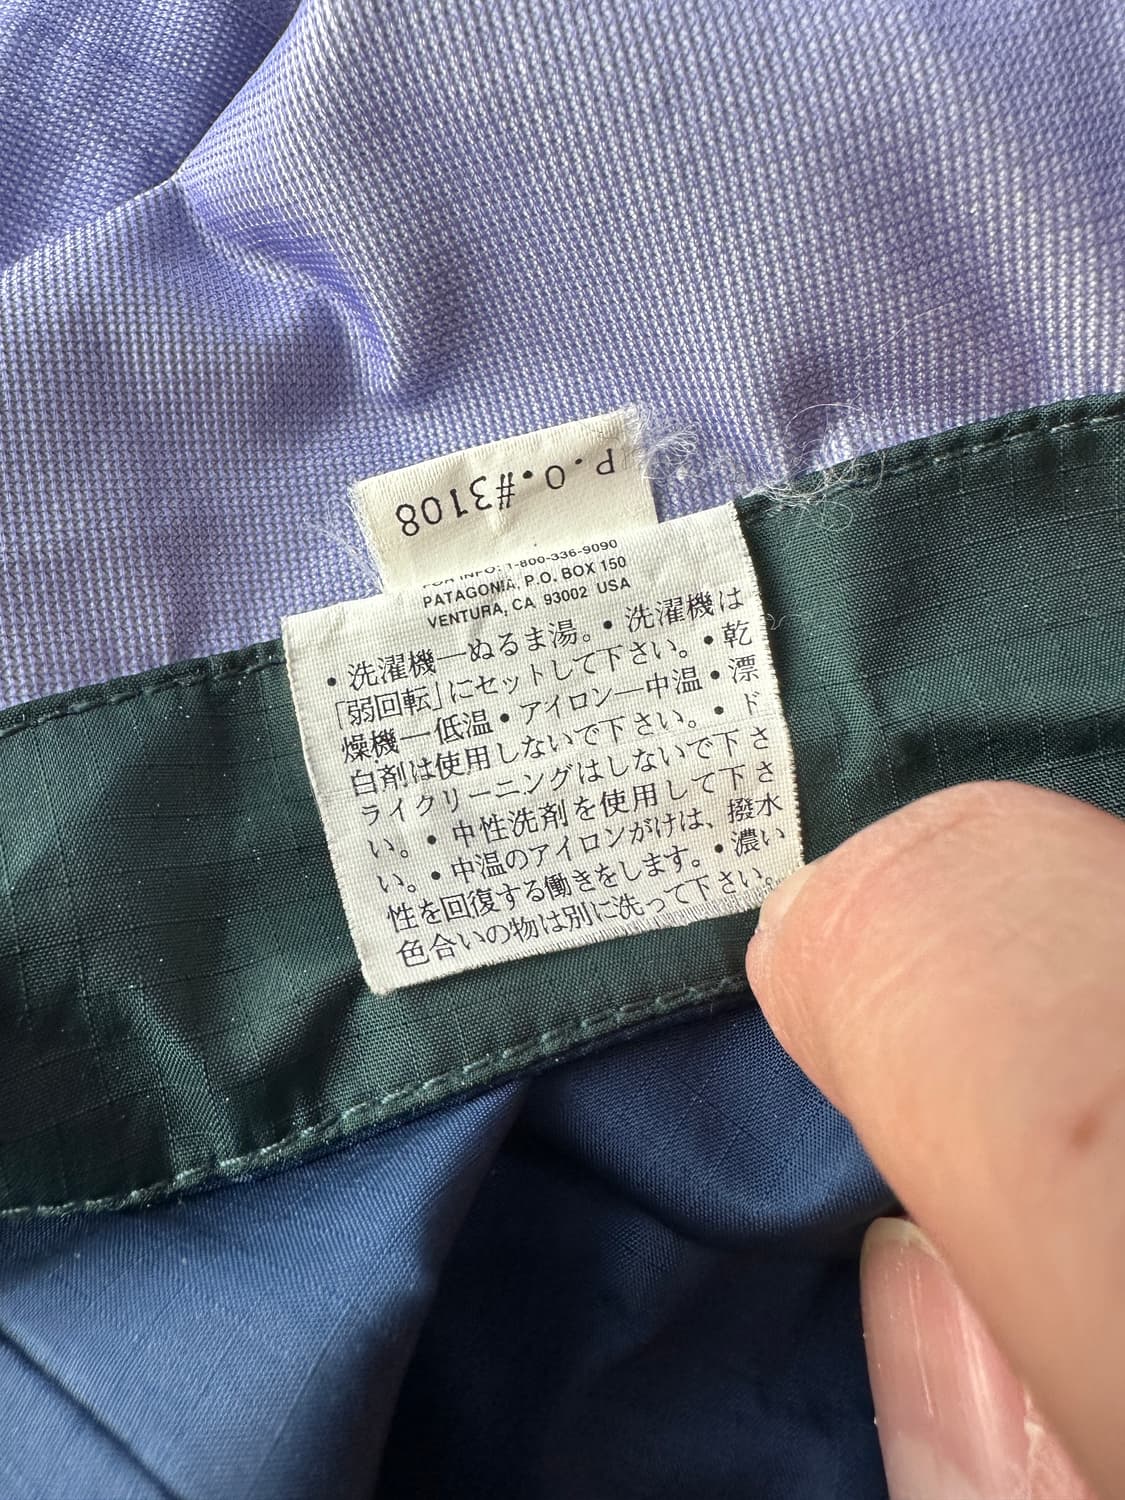 P.O.#3108
FOR INFO: 1-800-336-9090
PATAGONIA, P.O. BOX 150
VENTURA, CA 93002 USA
•洗濯機—ぬるま湯。•洗濯機は
「弱回転」にセットして下さい。•乾
燥機—低温•アイロン—中温•漂
白剤は使用しないで下さい。•ド
ライクリーニングはしないで下さ
い。•中性洗剤を使用して下さ
い。•中温のアイロンがけは、撥水
性を回復する働きをします。•濃い
色合いの物は別に洗って下さい。